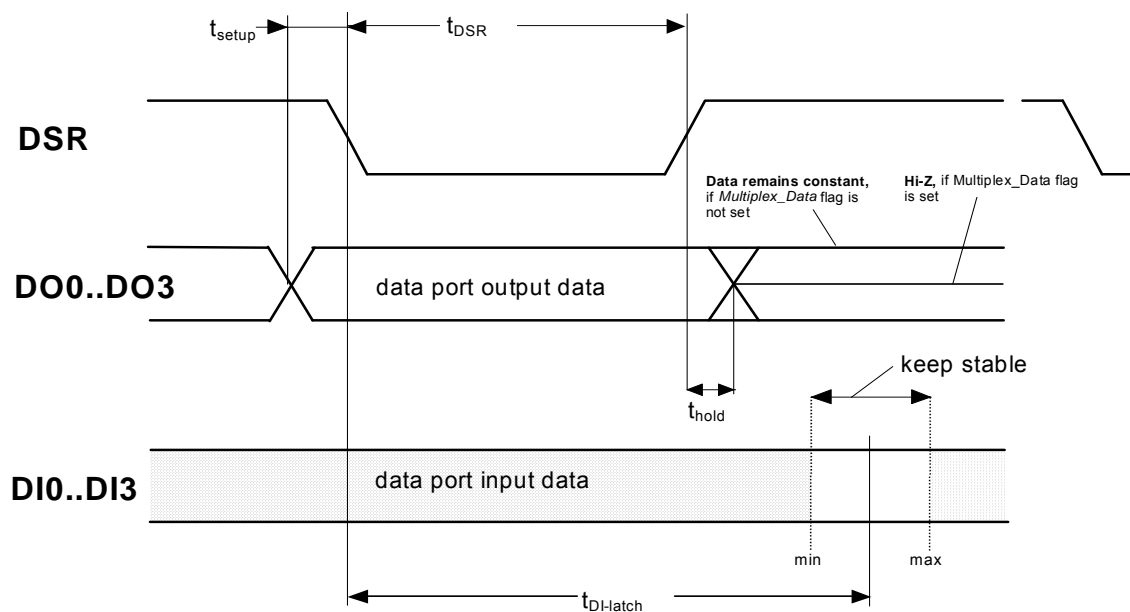 tsetup
tDSR
DSR
Data remains constant,
if Multiplex_Data flag is
not set
Hi-Z, if Multiplex_Data flag
is set
DO0..DO3
data port output data
keep stable
thold
DI0..DI3
data port input data
min
max
tDI-latch